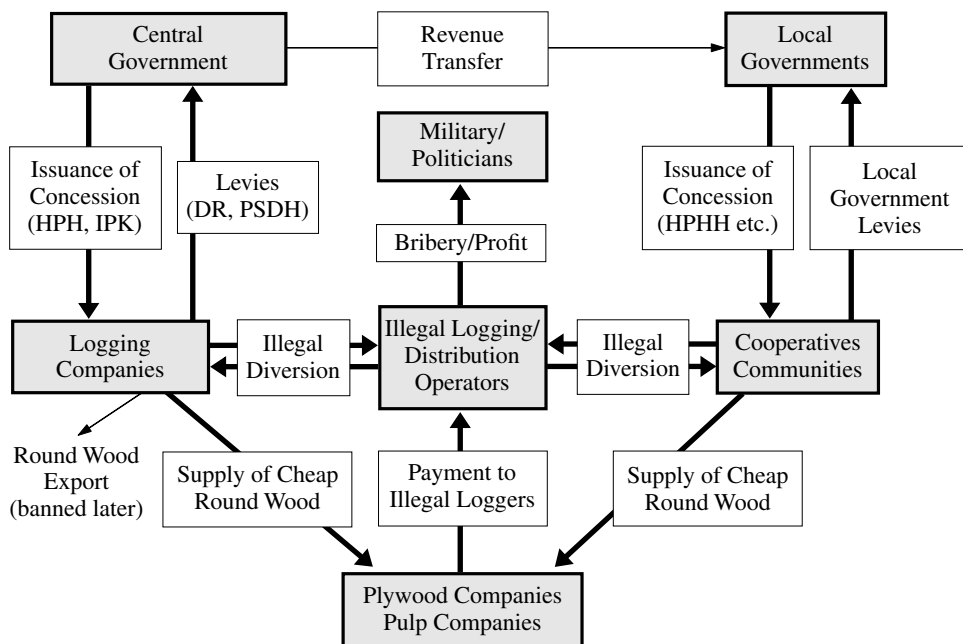 Central
Government
Revenue
Transfer
Local
Governments
Military/
Politicians
Issuance of
Concession
(HPH, IPK)
Levies
(DR, PSDH)
Bribery/Profit
Issuance of
Concession
(HPHH etc.)
Local
Government
Levies
Logging
Companies
Illegal
Diversion
Illegal Logging/
Distribution
Operators
Illegal
Diversion
Cooperatives
Communities
Round Wood
Export
(banned later)
Supply of Cheap
Round Wood
Payment to
Illegal Loggers
Supply of Cheap
Round Wood
Plywood Companies
Pulp Companies